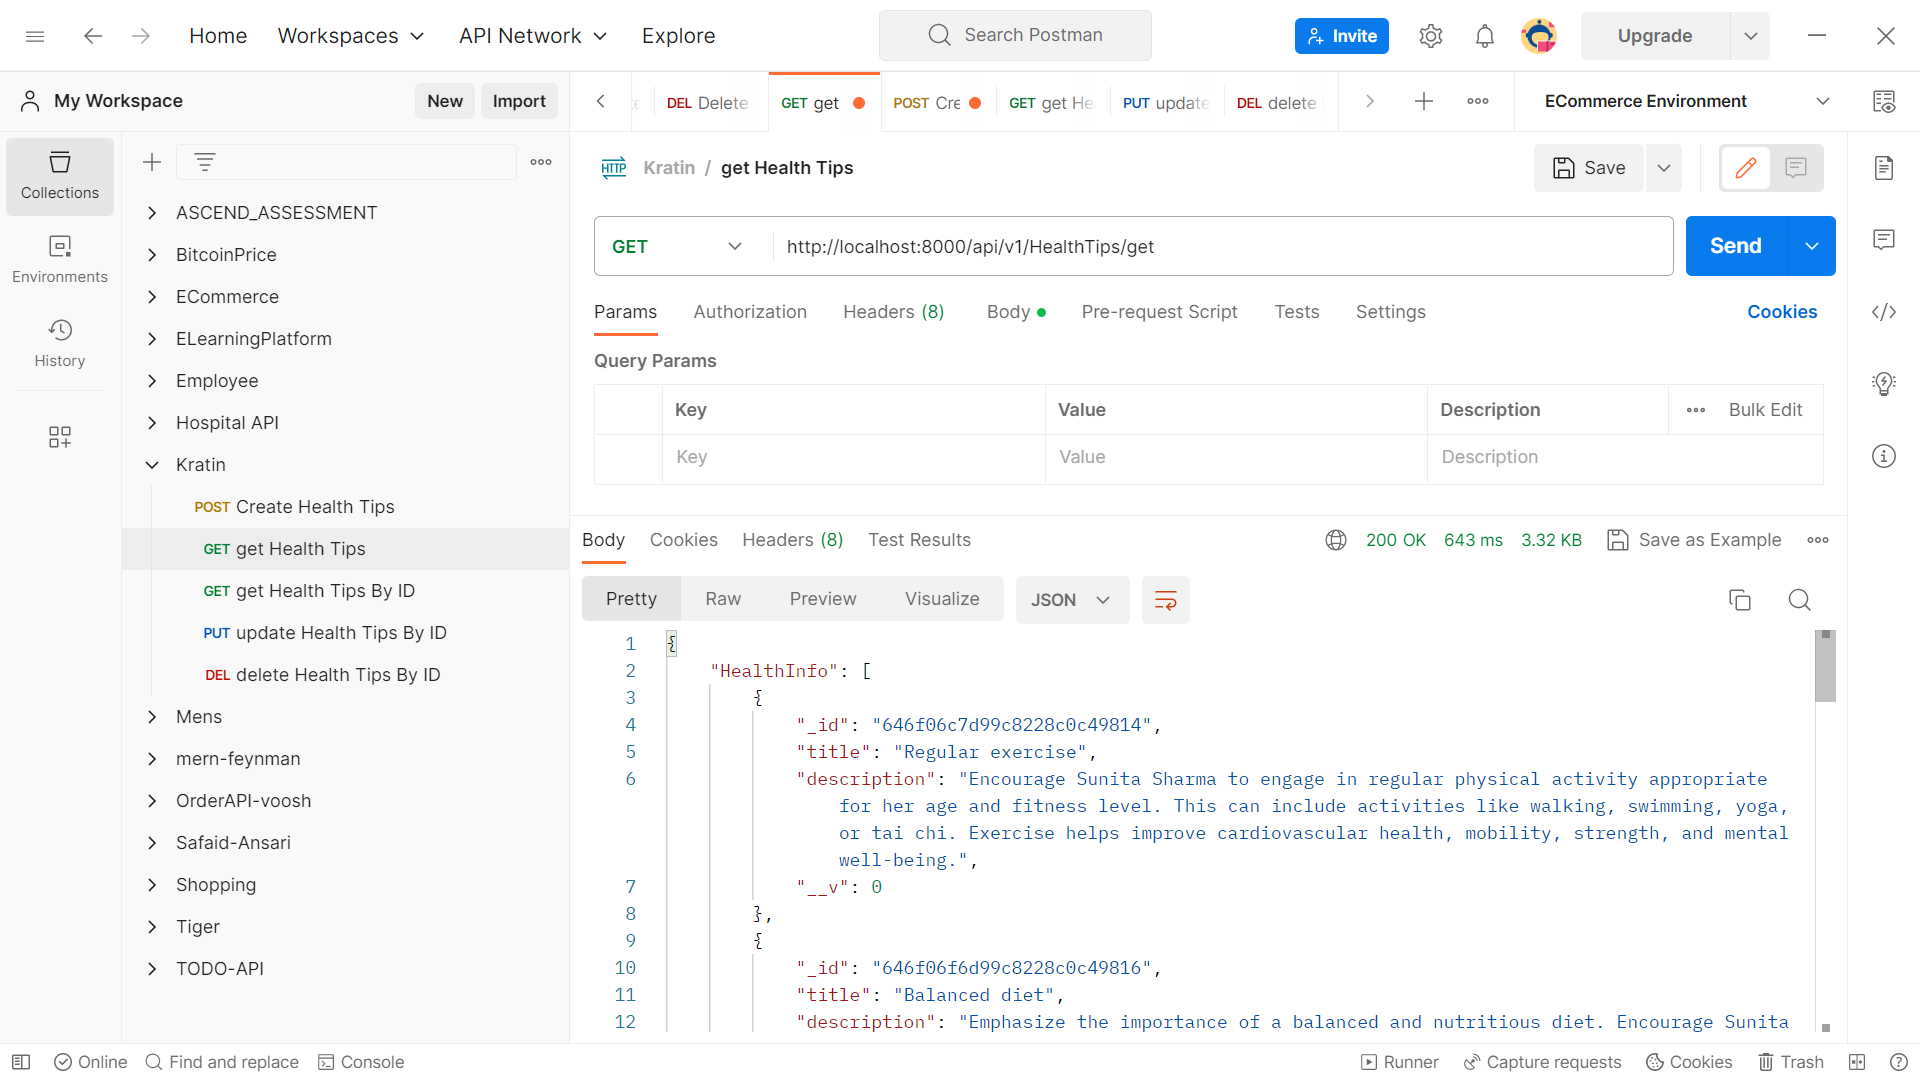 Home
Workspaces
API Network
Explore
Search Postman
Invite
Upgrade
My Workspace
New
Import
DEL Delete
GET get
POST Cre
GET get He
PUT update
DEL delete
ECommerce Environment
Collections
Environments
History
ASCEND_ASSESSMENT
BitcoinPrice
ECommerce
ELearningPlatform
Employee
Hospital API
Kratin
POST Create Health Tips
GET get Health Tips
GET get Health Tips By ID
PUT update Health Tips By ID
DEL delete Health Tips By ID
Mens
mern-feynman
OrderAPI-voosh
Safaid-Ansari
Shopping
Tiger
TODO-API
HTTP Kratin / get Health Tips
Save
GET
http://localhost:8000/api/v1/HealthTips/get
Send
Params Authorization Headers (8) Body Pre-request Script Tests Settings Cookies
Query Params
Key Value Description Bulk Edit
Key Value Description
Body Cookies Headers (8) Test Results
200 OK 643 ms 3.32 KB Save as Example
Pretty Raw Preview Visualize JSON
1 {
2 "HealthInfo": [
3 {
4 "_id": "646f06c7d99c8228c0c49814",
5 "title": "Regular exercise",
6 "description": "Encourage Sunita Sharma to engage in regular physical activity appropriate
for her age and fitness level. This can include activities like walking, swimming, yoga,
or tai chi. Exercise helps improve cardiovascular health, mobility, strength, and mental
well-being.",
7 "__v": 0
8 },
9 {
10 "_id": "646f06f6d99c8228c0c49816",
11 "title": "Balanced diet",
12 "description": "Emphasize the importance of a balanced and nutritious diet. Encourage Sunita
Online Find and replace Console
Runner Capture requests Cookies Trash